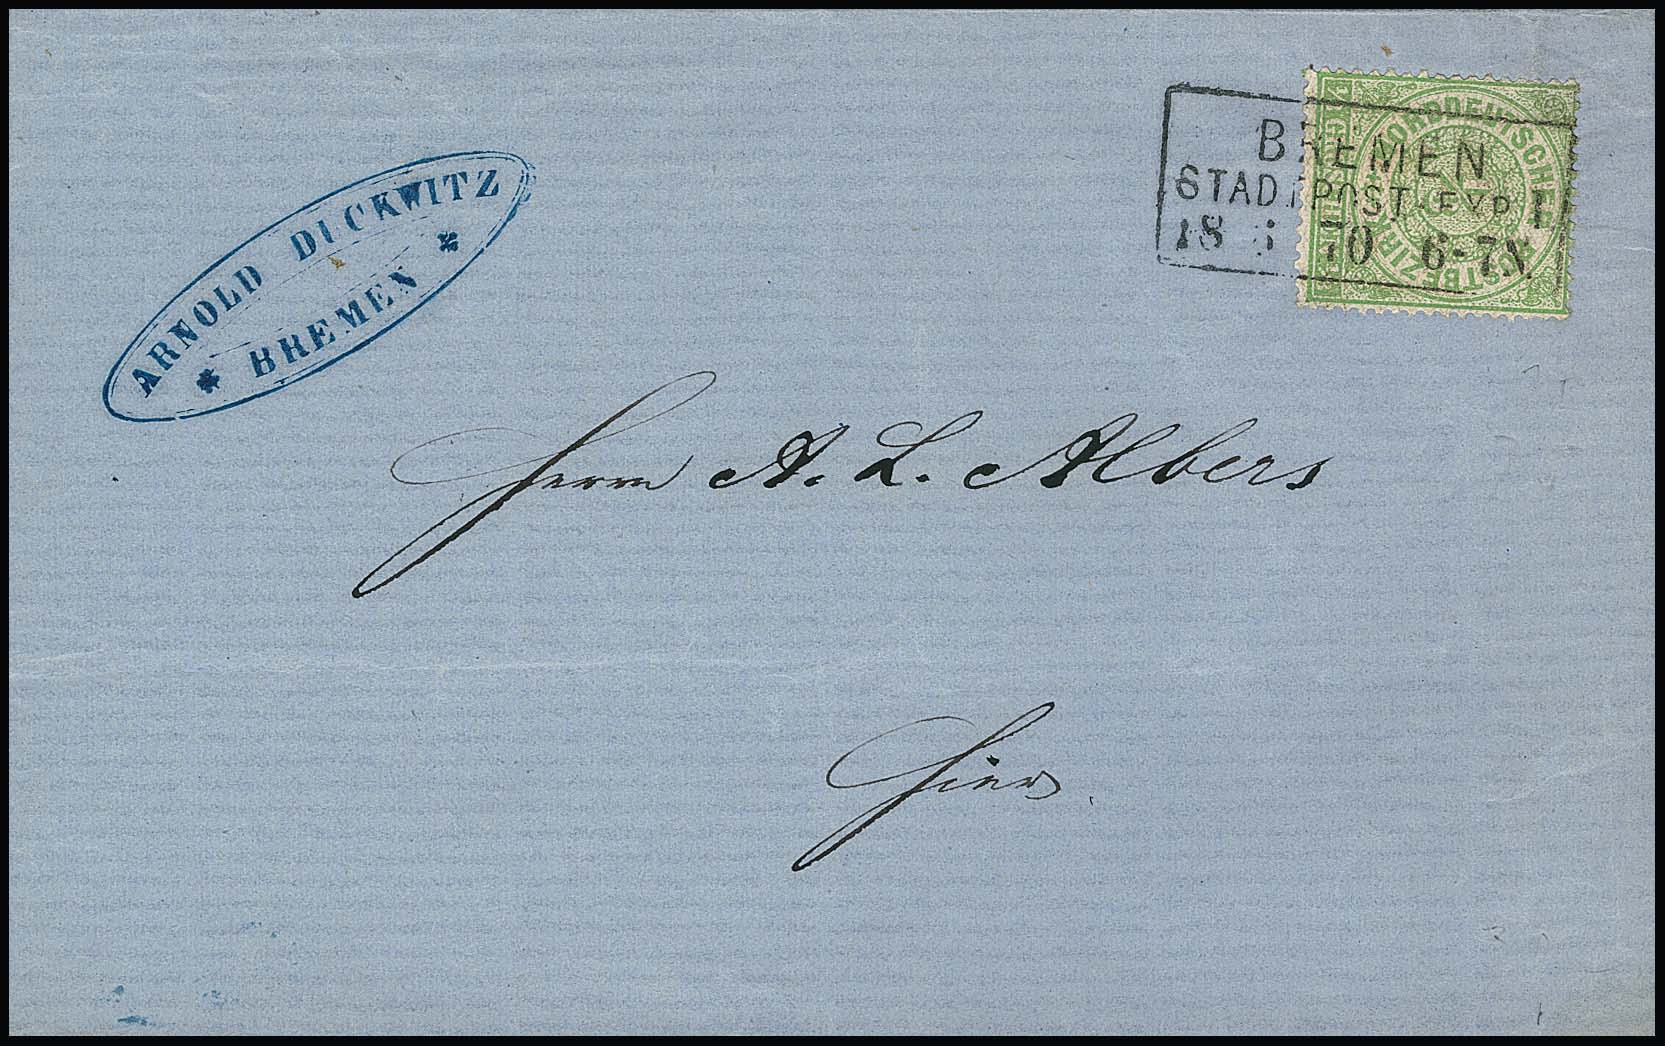 ARNOLD DUCKWITZ
* BREMEN *
NORDDEUTSCHER POSTBEZIRK
BREMEN
STADTPOST-EXP. I
18 70 6-7N.
Herrn A. L. Albers
Hier